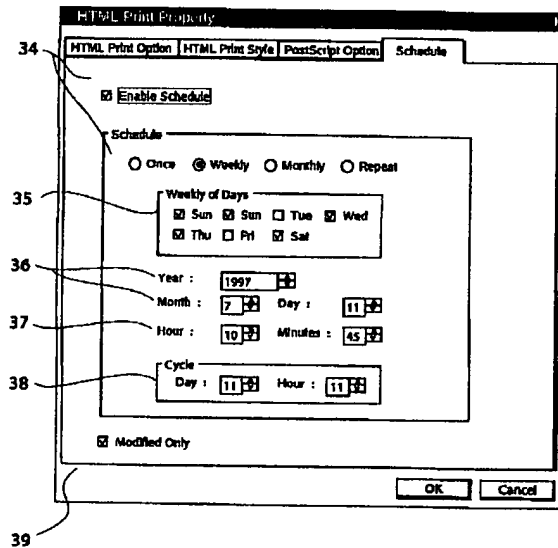 HTML Print Property
HTML Print Option HTML Print Style PostScript Option Schedule
34
Enable Schedule
Schedule
Once Weekly Monthly Repeat
35
Weekly of Days
Sun Sun Tue Wed
Thu Fri Sat
36
Year : 1997
Month : 7 Day : 11
37
Hour : 10 Minutes : 45
38
Cycle
Day : 11 Hour : 11
Modified Only
OK Cancel
39